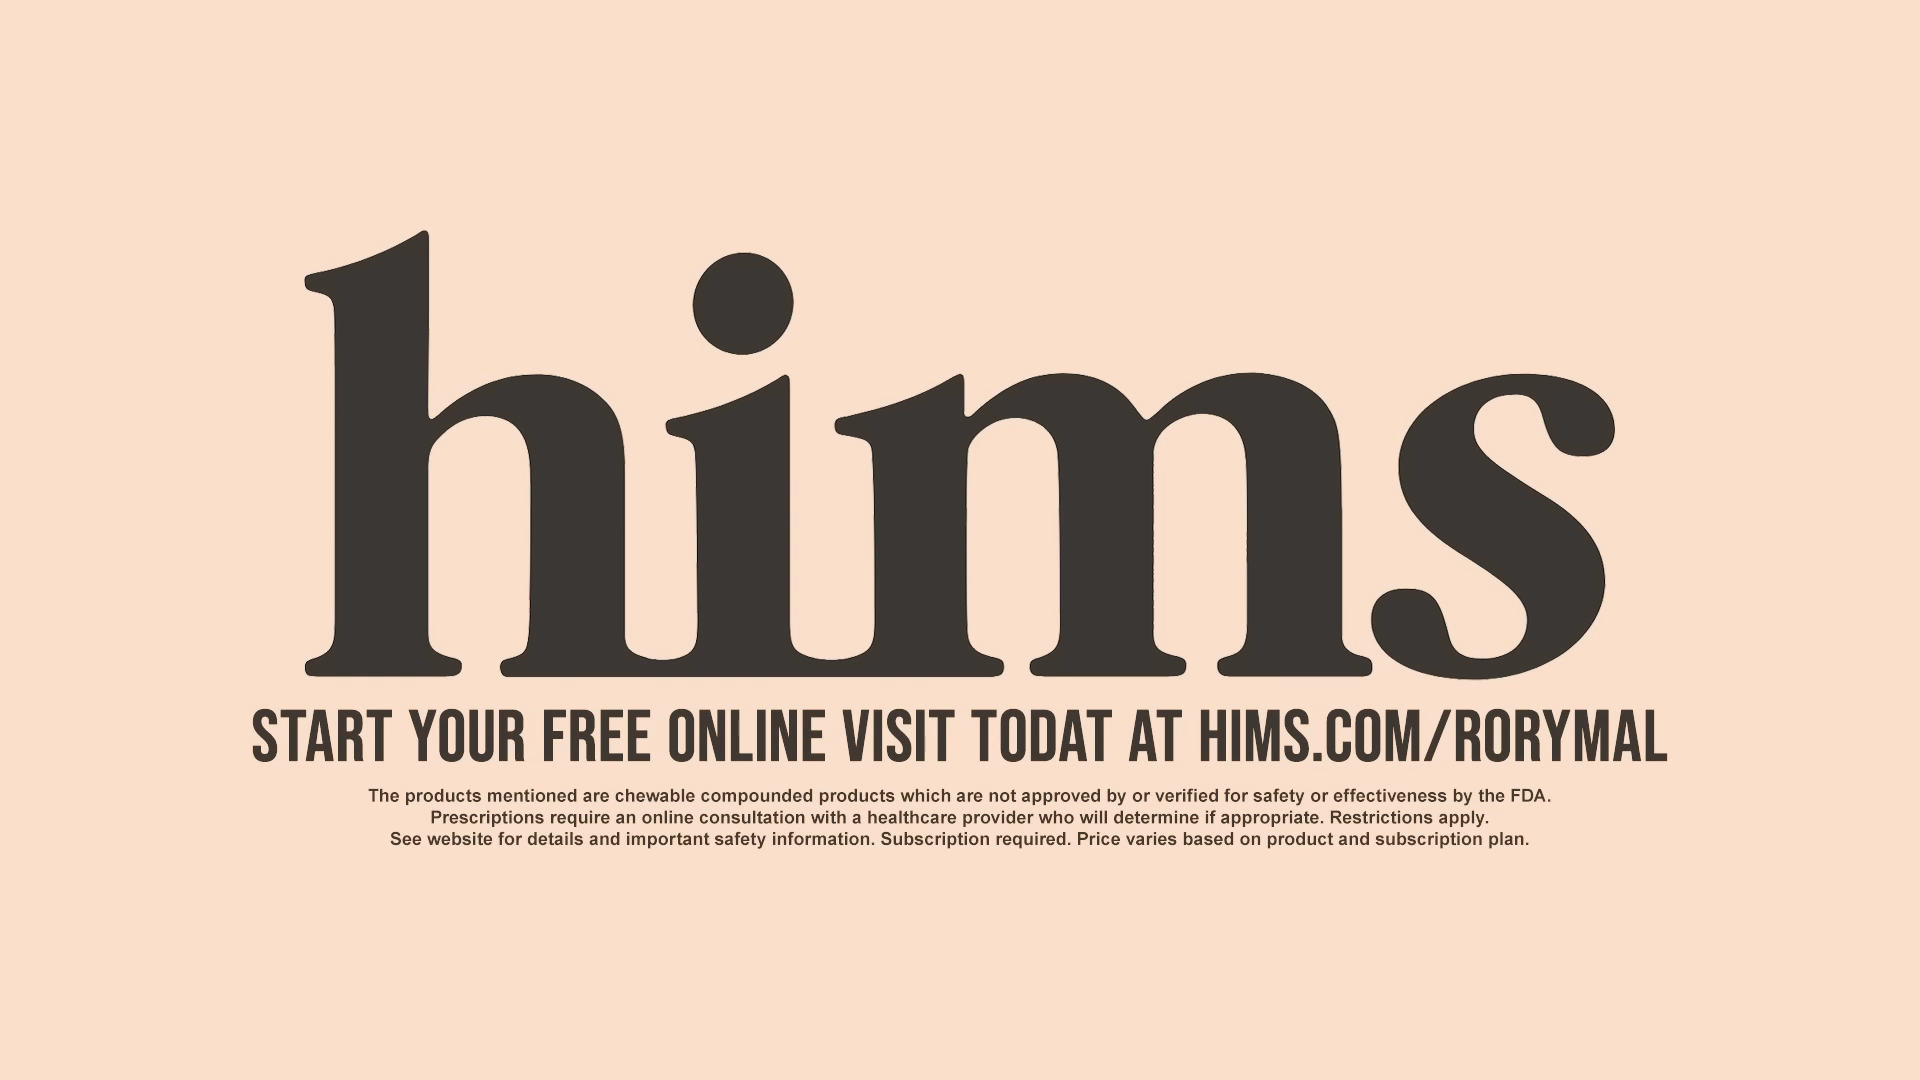 hims
START YOUR FREE ONLINE VISIT TODAT AT HIMS.COM/RORYMAL
The products mentioned are chewable compounded products which are not approved by or verified for safety or effectiveness by the FDA.
Prescriptions require an online consultation with a healthcare provider who will determine if appropriate. Restrictions apply.
See website for details and important safety information. Subscription required. Price varies based on product and subscription plan.